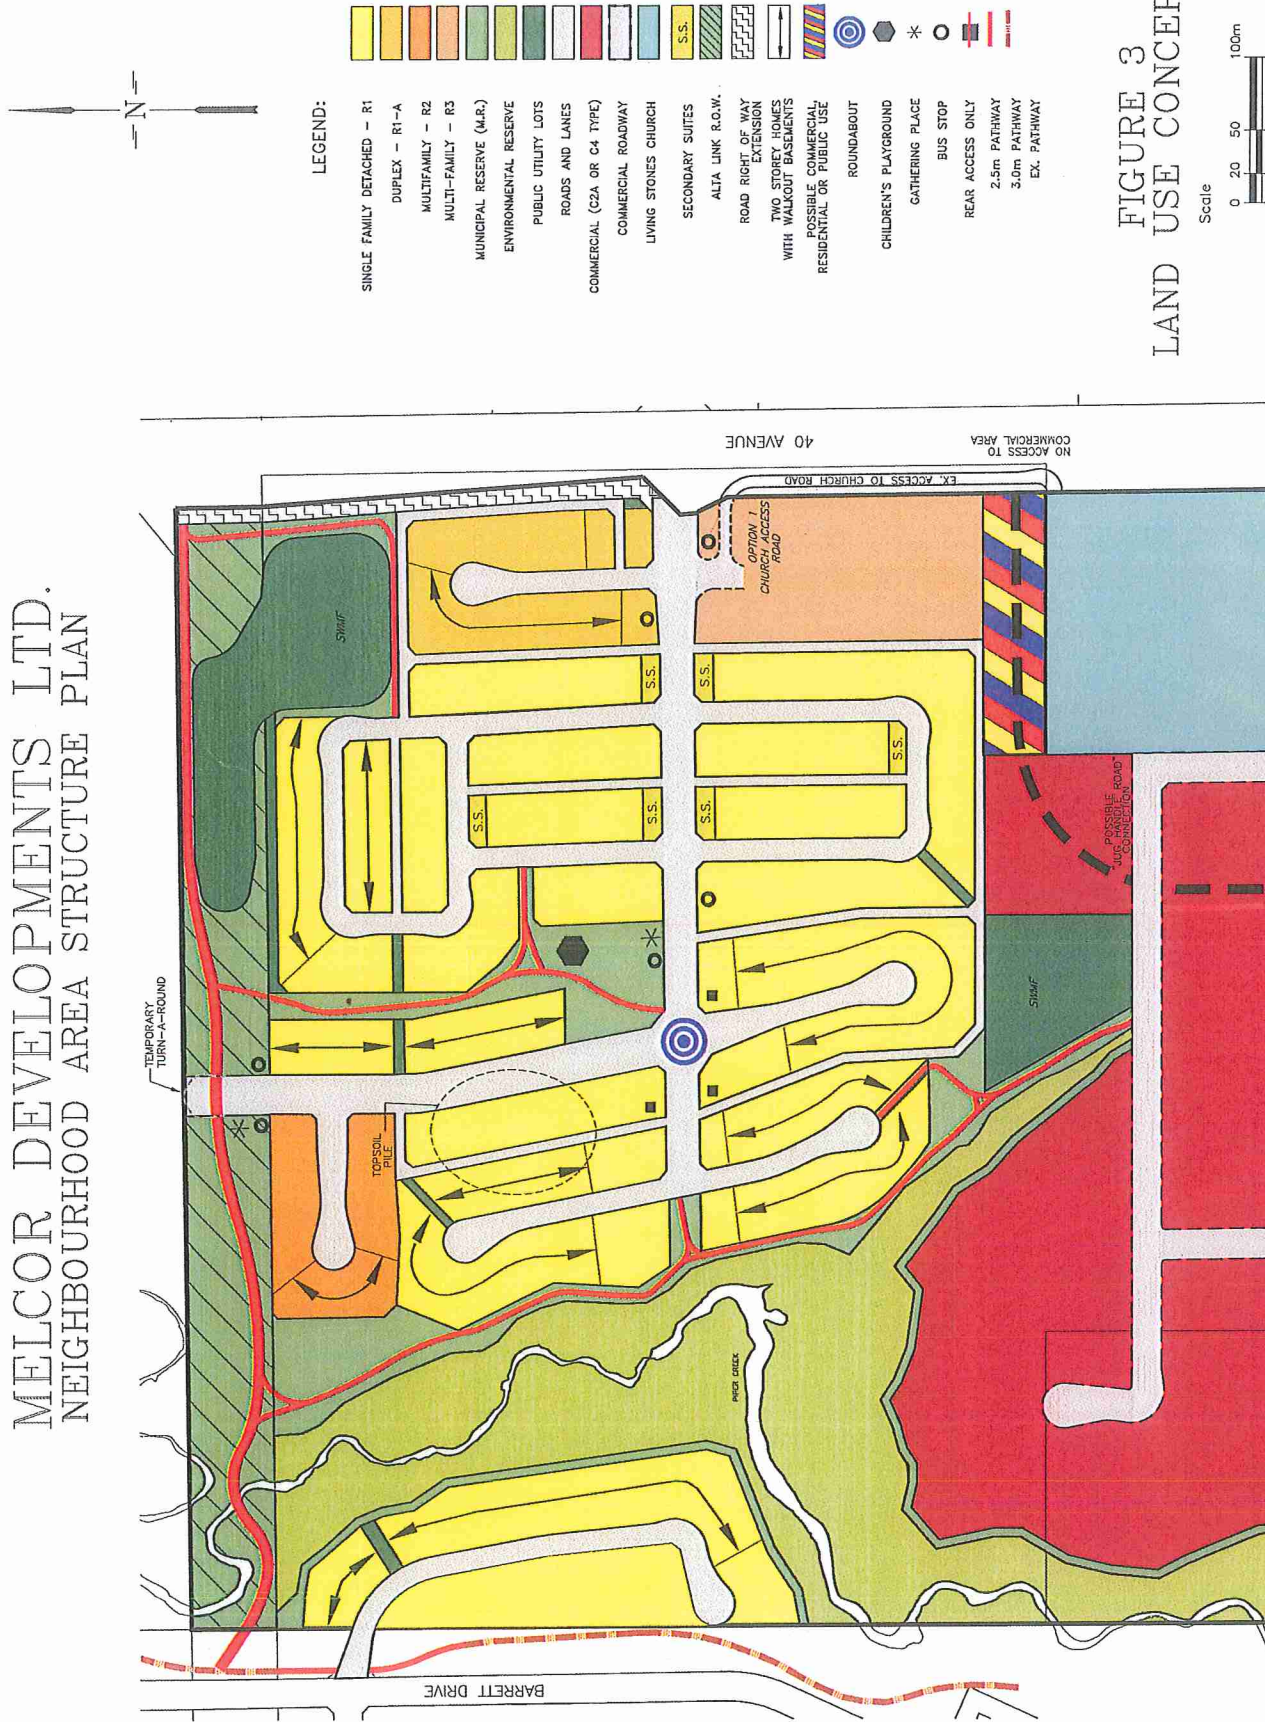 MELCOR DEVELOPMENTS LTD.
NEIGHBOURHOOD AREA STRUCTURE PLAN
-N-
LEGEND:
SINGLE FAMILY DETACHED - R1
DUPLEX - R1-A
MULTIFAMILY - R2
MULTI-FAMILY - R3
MUNICIPAL RESERVE (M.R.)
ENVIRONMENTAL RESERVE
PUBLIC UTILITY LOTS
ROADS AND LANES
COMMERCIAL (C2A OR C4 TYPE)
COMMERCIAL ROADWAY
LIVING STONES CHURCH
SECONDARY SUITES
S.S.
ALTA LINK R.O.W.
ROAD RIGHT OF WAY
EXTENSION
TWO STOREY HOMES
WITH WALKOUT BASEMENTS
POSSIBLE COMMERCIAL,
RESIDENTIAL OR PUBLIC USE
ROUNDABOUT
CHILDREN'S PLAYGROUND
GATHERING PLACE
BUS STOP
REAR ACCESS ONLY
2.5m PATHWAY
3.0m PATHWAY
EX. PATHWAY
FIGURE 3
LAND USE CONCEP
Scale
0 20 50 100m
TEMPORARY
TURN-A-ROUND
SWMF
TOPSOIL
PILE
S.S.
S.S.
S.S.
S.S.
S.S.
S.S.
40 AVENUE
EX. ACCESS TO CHURCH ROAD
NO ACCESS TO
COMMERCIAL AREA
OPTION 1
CHURCH ACCESS
ROAD
POSSIBLE
"JUG HANDLE ROAD"
CONNECTION
SWMF
PIPER CREEK
BARRETT DRIVE